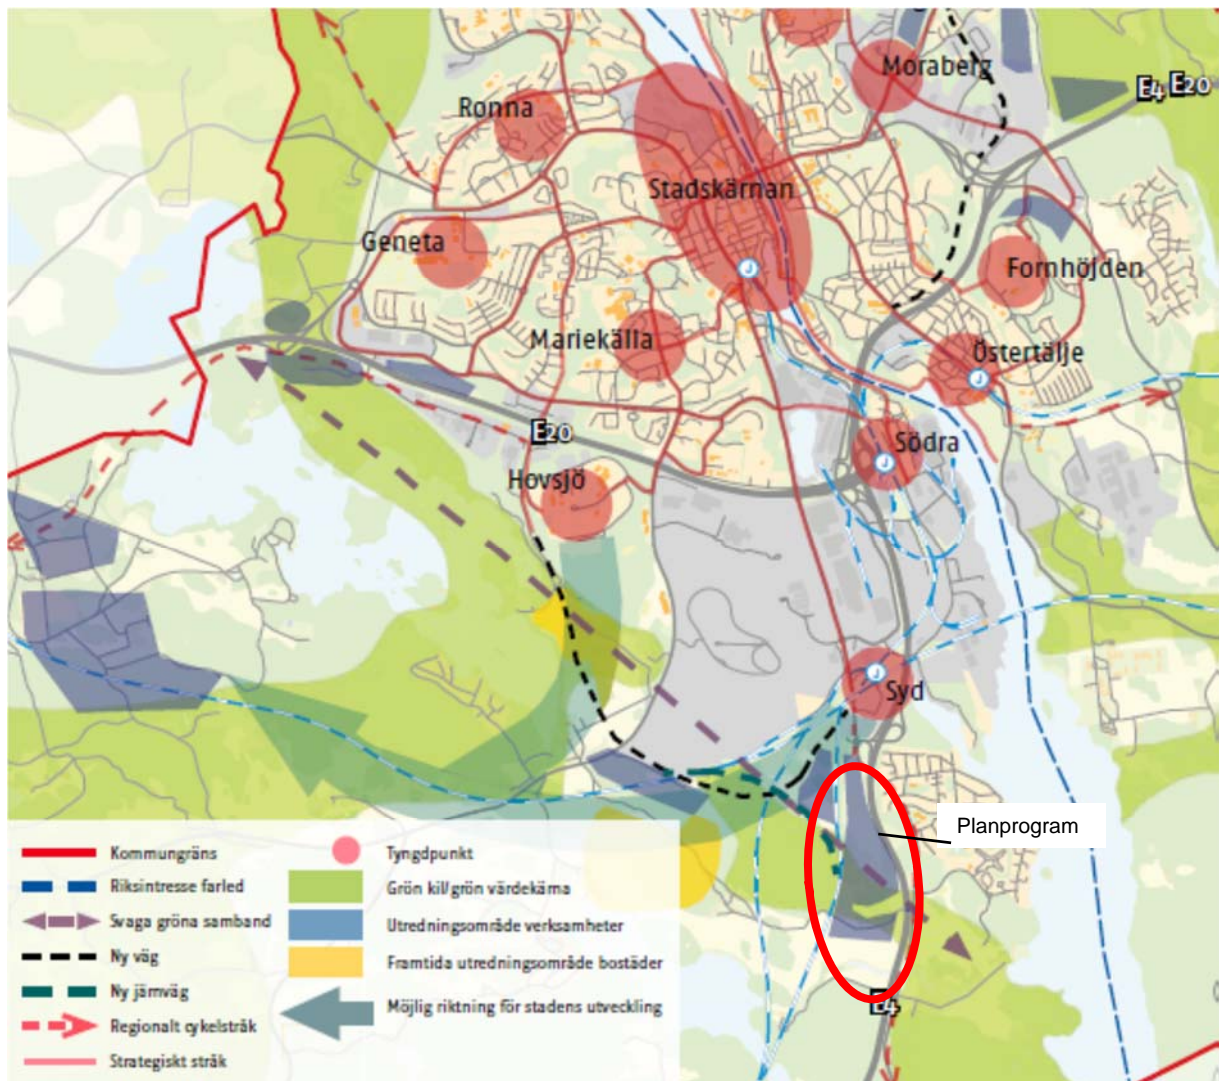 Moraberg
E4 E20
Ronna
Stadskärnan
Geneta
Fornhöjden
Mariekälla
Östertälje
E20
Södra
Hovsjö
Syd
Planprogram
E4
Kommungräns
Riksintresse farled
Svaga gröna samband
Ny väg
Ny järnväg
Regionalt cykelstråk
Strategiskt stråk
Tyngdpunkt
Grön kil/grön värdekärna
Utredningsområde verksamheter
Framtida utredningsområde bostäder
Möjlig riktning för stadens utveckling
J
J
J
J